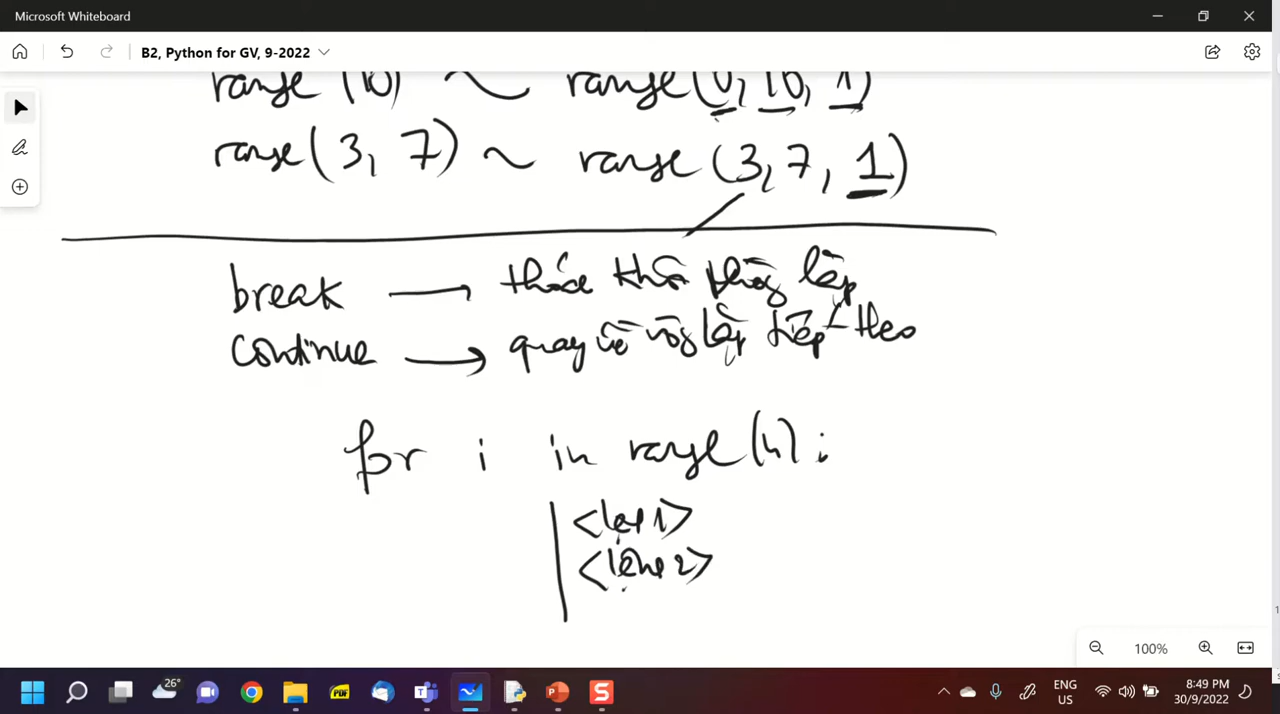 Microsoft Whiteboard
B2, Python for GV, 9-2022
range (10) ~ range(0, 10, 1)
range(3, 7) ~ range (3, 7, 1)
break → thoát khỏi vòng lặp
continue → quay về vòng lặp tiếp theo
for i in range(n):
<lệnh 1>
<lệnh 2>
100%
26°
PDF
ENG
US
8:49 PM
30/9/2022